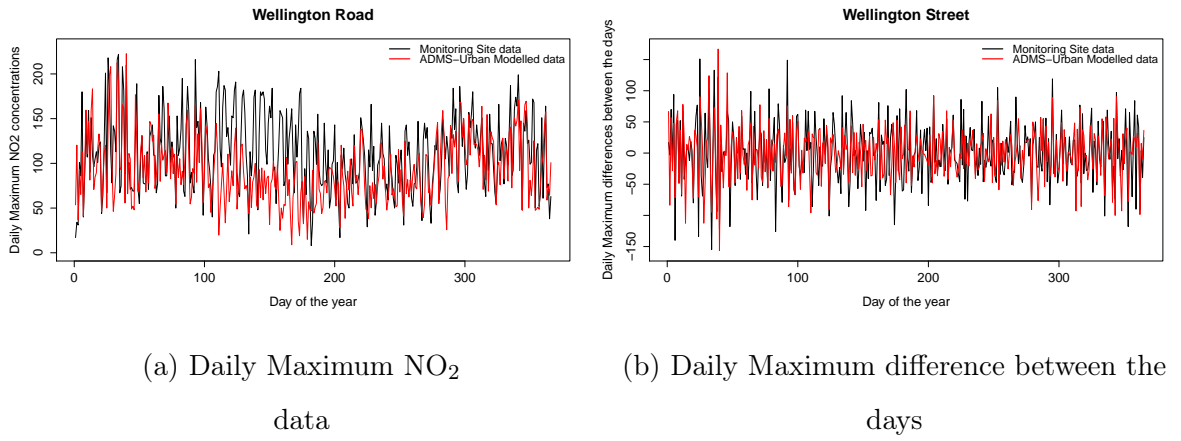 Wellington Road
Monitoring Site data
ADMS−Urban Modelled data
Daily Maximum NO2 concentrations
200
150
100
50
0
0 100 200 300
Day of the year
(a) Daily Maximum NO₂
data
Wellington Street
Monitoring Site data
ADMS−Urban Modelled data
Daily Maximum differences between the days
100
50
0
−50
−150
0 100 200 300
Day of the year
(b) Daily Maximum difference between the
days